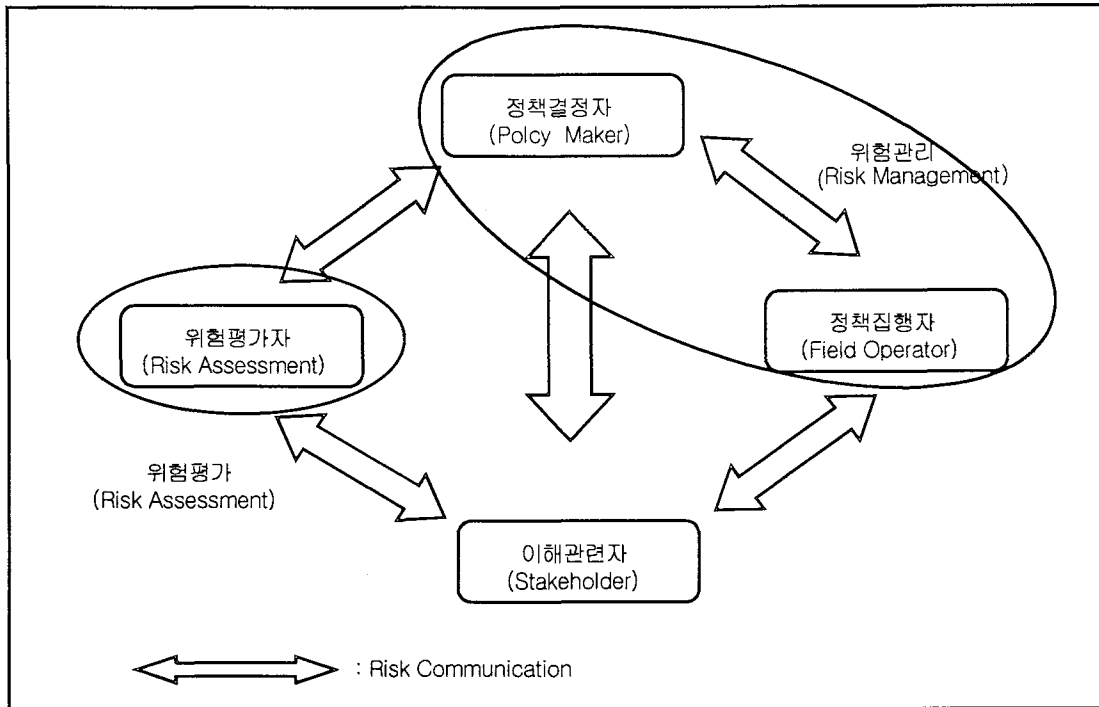 정책결정자
(Polcy Maker)
위험관리
(Risk Management)
위험평가자
(Risk Assessment)
정책집행자
(Field Operator)
위험평가
(Risk Assessment)
이해관련자
(Stakeholder)
: Risk Communication